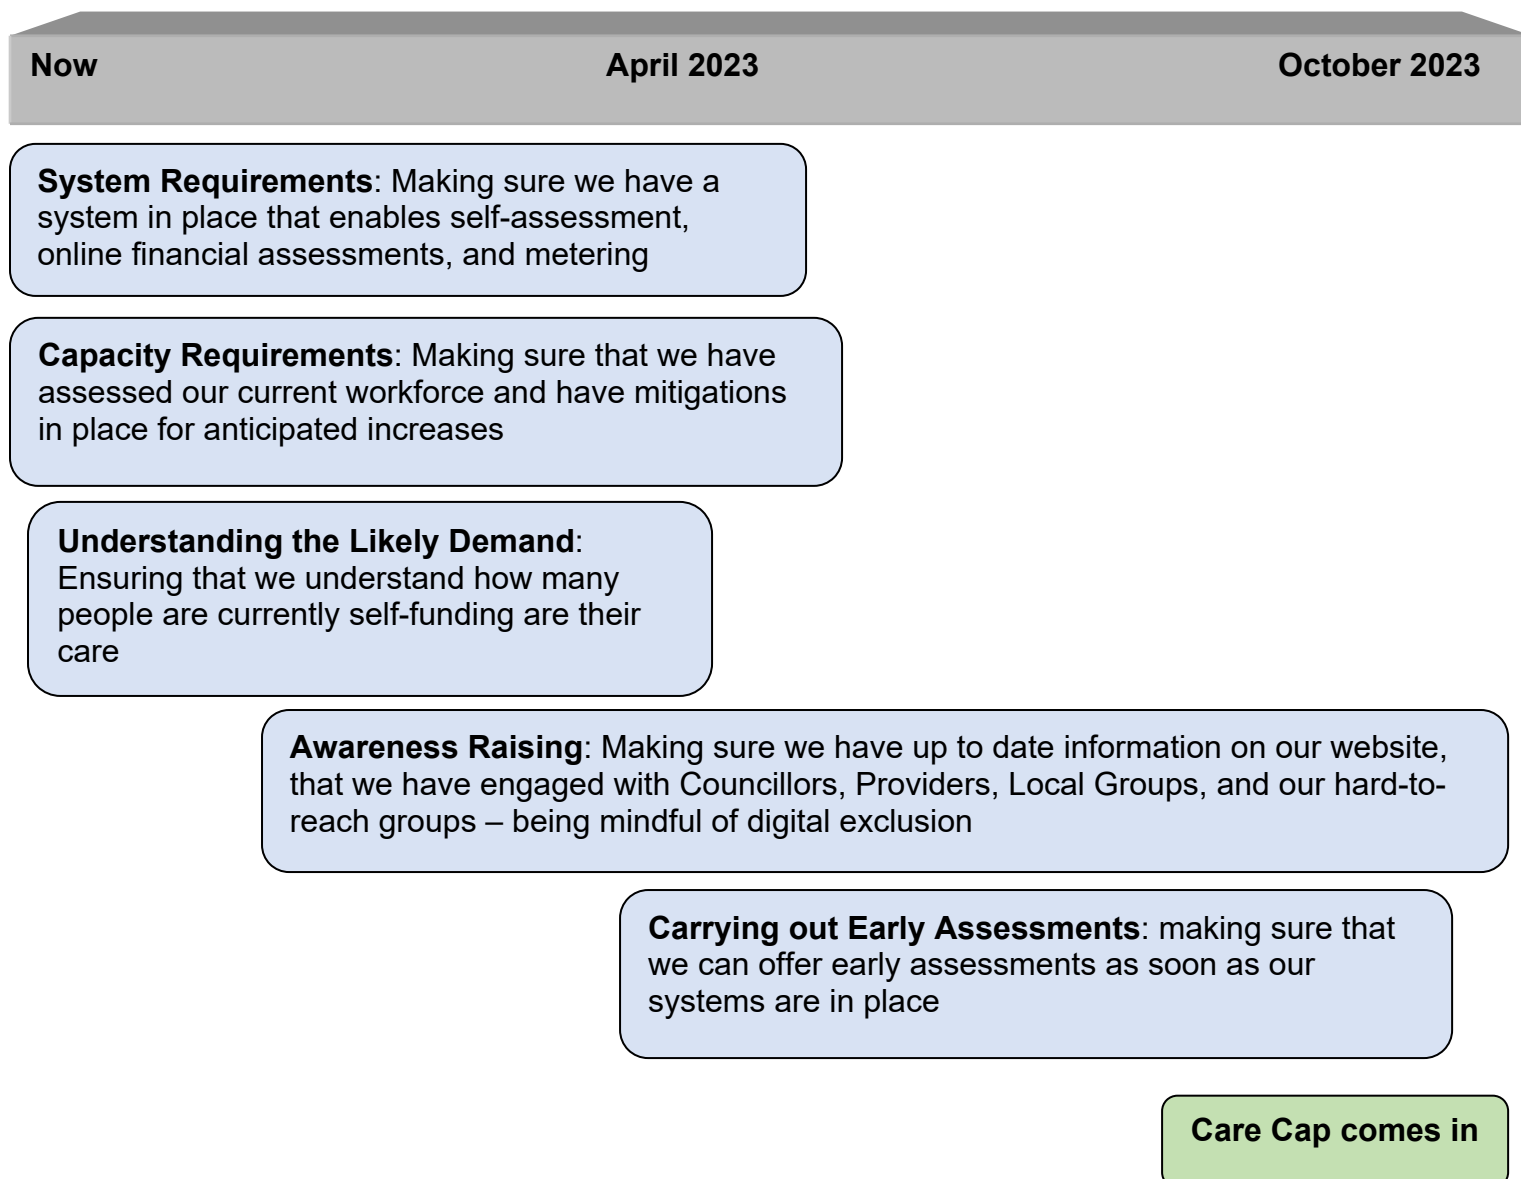 Now April 2023 October 2023
System Requirements: Making sure we have a
system in place that enables self-assessment,
online financial assessments, and metering
Capacity Requirements: Making sure that we have
assessed our current workforce and have mitigations
in place for anticipated increases
Understanding the Likely Demand:
Ensuring that we understand how many
people are currently self-funding are their
care
Awareness Raising: Making sure we have up to date information on our website,
that we have engaged with Councillors, Providers, Local Groups, and our hard-to-
reach groups – being mindful of digital exclusion
Carrying out Early Assessments: making sure that
we can offer early assessments as soon as our
systems are in place
Care Cap comes in